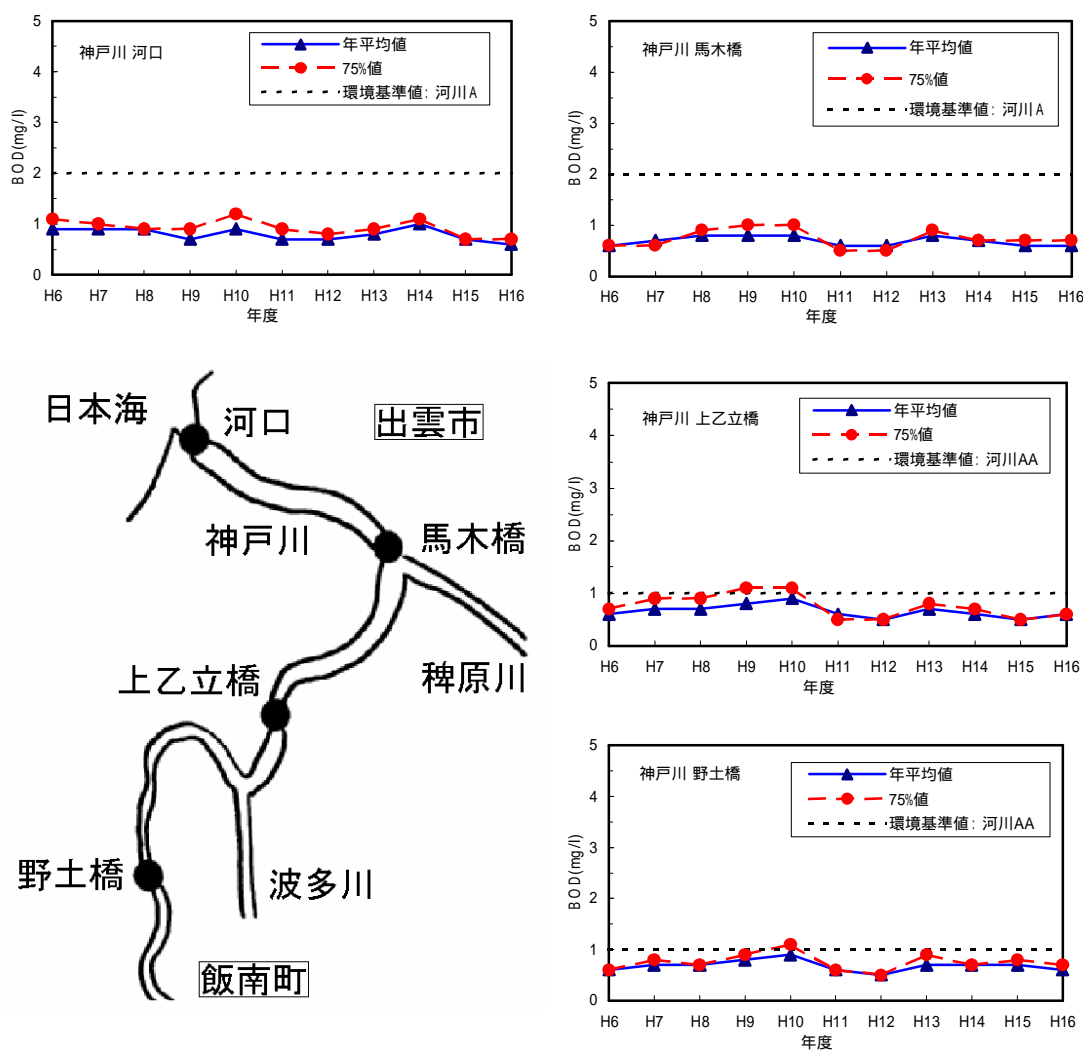 神戸川 河口
年平均値
75%値
環境基準値: 河川A
BOD(mg/l)
5
4
3
2
1
0
H6 H7 H8 H9 H10 H11 H12 H13 H14 H15 H16
年度
神戸川 馬木橋
年平均値
75%値
環境基準値: 河川A
BOD(mg/l)
5
4
3
2
1
0
H6 H7 H8 H9 H10 H11 H12 H13 H14 H15 H16
年度
日本海
河口
出雲市
神戸川
馬木橋
上乙立橋
稗原川
野土橋
波多川
飯南町
神戸川 上乙立橋
年平均値
75%値
環境基準値: 河川AA
BOD(mg/l)
5
4
3
2
1
0
H6 H7 H8 H9 H10 H11 H12 H13 H14 H15 H16
年度
神戸川 野土橋
年平均値
75%値
環境基準値: 河川AA
BOD(mg/l)
5
4
3
2
1
0
H6 H7 H8 H9 H10 H11 H12 H13 H14 H15 H16
年度